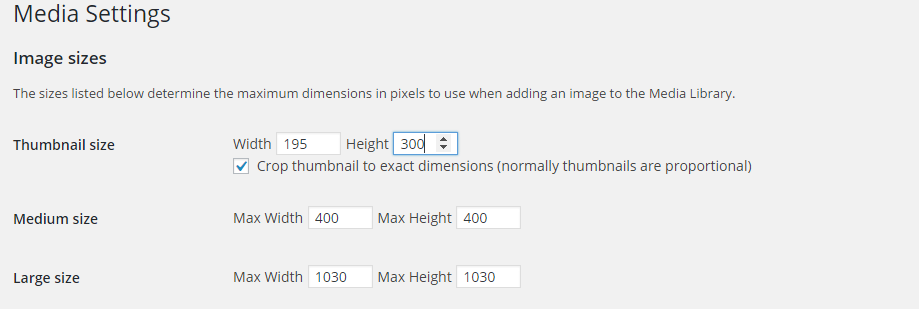 Media Settings
Image sizes
The sizes listed below determine the maximum dimensions in pixels to use when adding an image to the Media Library.
Thumbnail size Width 195 Height 300
Crop thumbnail to exact dimensions (normally thumbnails are proportional)
Medium size Max Width 400 Max Height 400
Large size Max Width 1030 Max Height 1030